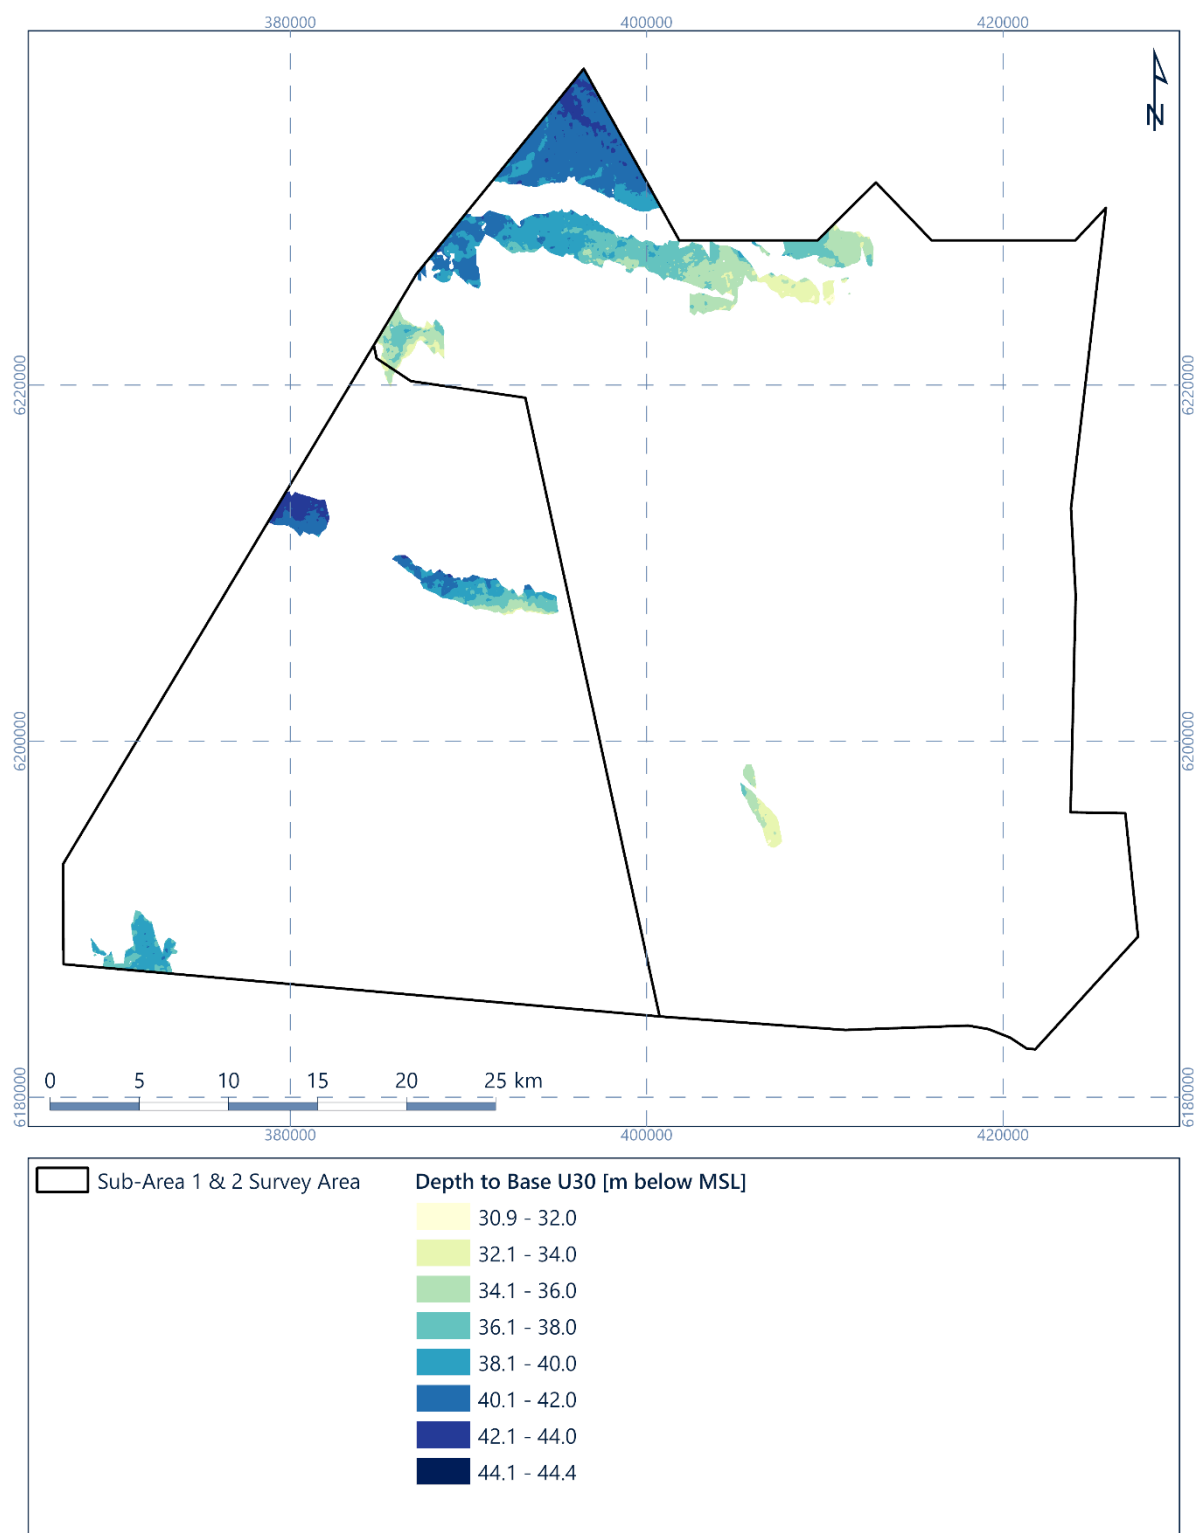 380000 400000 420000
N
6220000 6220000
6200000 6200000
0 5 10 15 20 25 km
6180000 6180000
380000 400000 420000
Sub-Area 1 & 2 Survey Area
Depth to Base U30 [m below MSL]
30.9 - 32.0
32.1 - 34.0
34.1 - 36.0
36.1 - 38.0
38.1 - 40.0
40.1 - 42.0
42.1 - 44.0
44.1 - 44.4